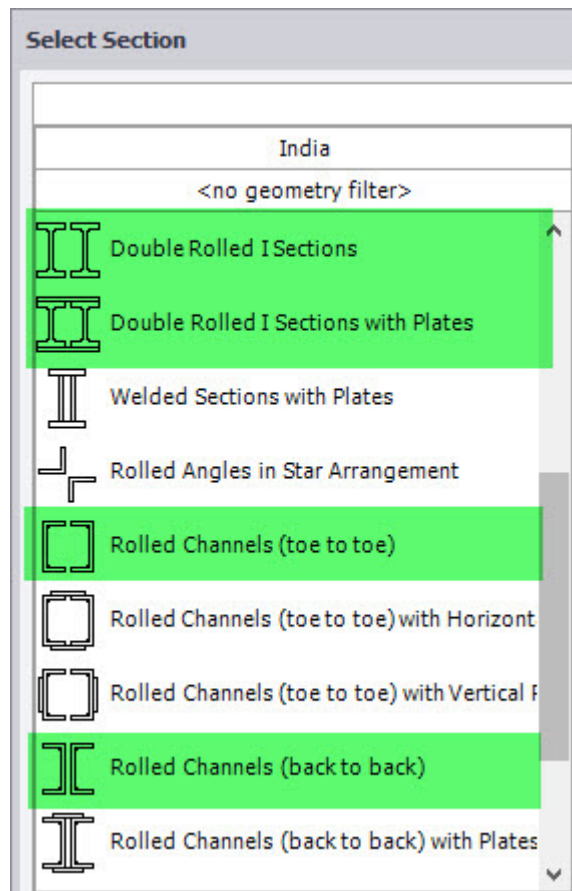 Select Section
India
<no geometry filter>
Double Rolled I Sections
Double Rolled I Sections with Plates
Welded Sections with Plates
Rolled Angles in Star Arrangement
Rolled Channels (toe to toe)
Rolled Channels (toe to toe) with Horizont
Rolled Channels (toe to toe) with Vertical
Rolled Channels (back to back)
Rolled Channels (back to back) with Plates